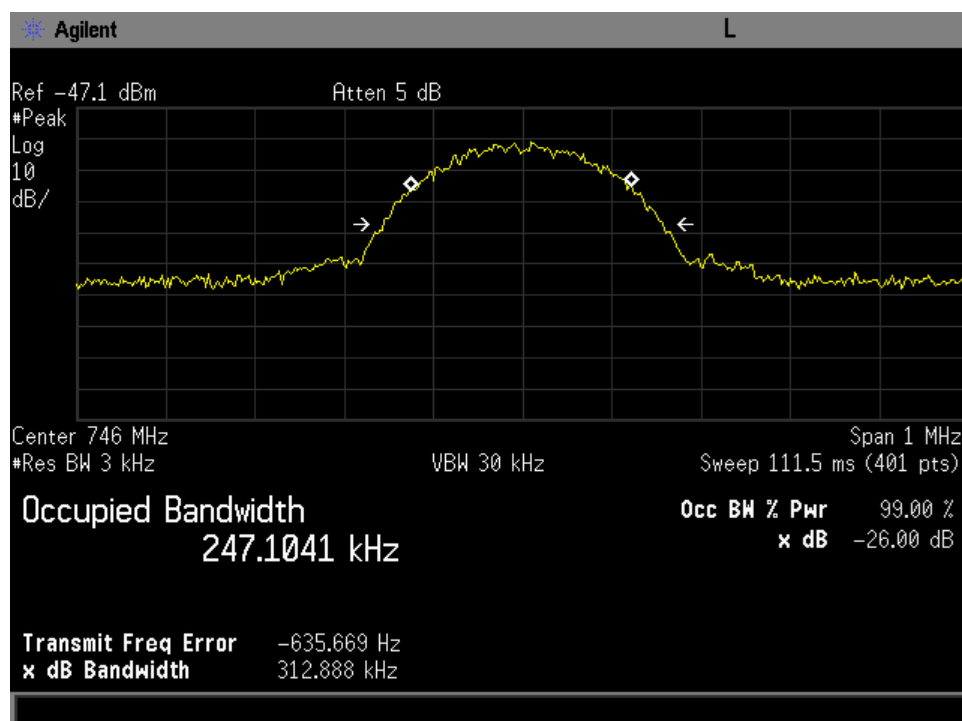 Agilent L
Ref −47.1 dBm Atten 5 dB
#Peak
Log
10
dB/
Center 746 MHz Span 1 MHz
#Res BW 3 kHz VBW 30 kHz Sweep 111.5 ms (401 pts)
Occupied Bandwidth Occ BW % Pwr 99.00 %
247.1041 kHz x dB −26.00 dB
Transmit Freq Error −635.669 Hz
x dB Bandwidth 312.888 kHz